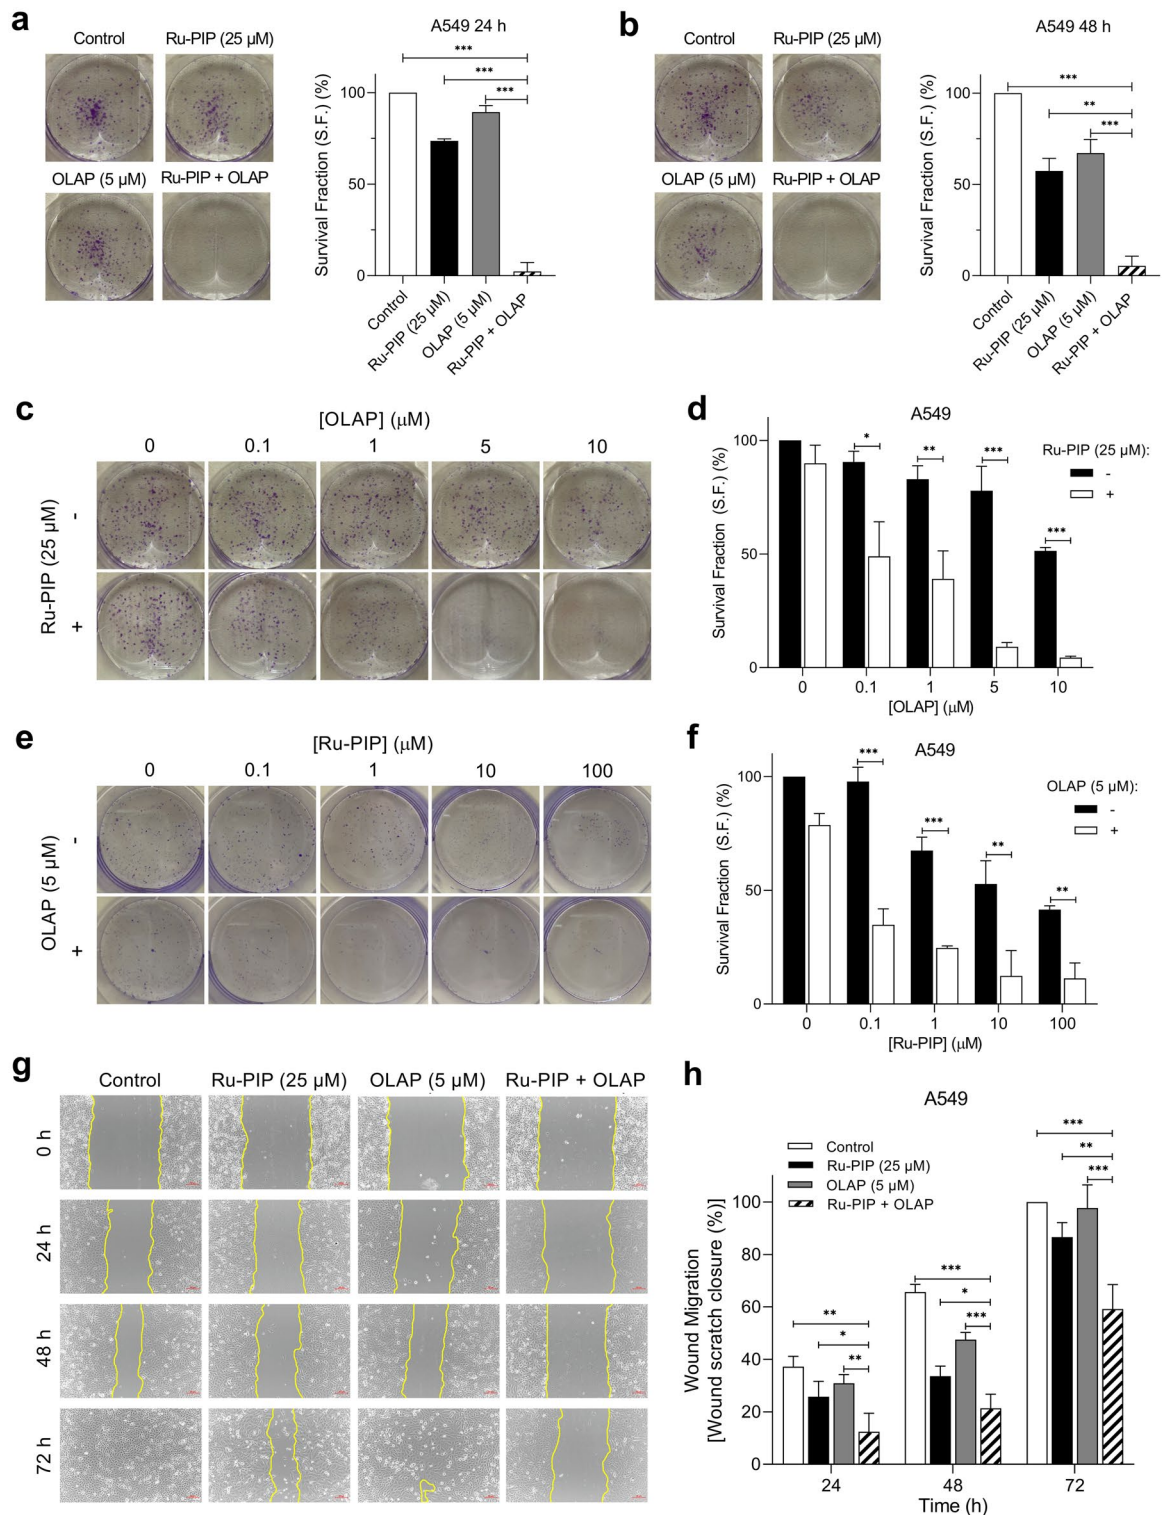 a
Control
Ru-PIP (25 µM)
OLAP (5 µM)
Ru-PIP + OLAP
A549 24 h
Survival Fraction (S.F.) (%)
100
50
0
***
***
***
Control
Ru-PIP (25 µM)
OLAP (5 µM)
Ru-PIP + OLAP
b
Control
Ru-PIP (25 µM)
OLAP (5 µM)
Ru-PIP + OLAP
A549 48 h
Survival Fraction (S.F.) (%)
100
50
0
***
**
***
Control
Ru-PIP (25 µM)
OLAP (5 µM)
Ru-PIP + OLAP
c
[OLAP] (µM)
0 0.1 1 5 10
Ru-PIP (25 µM)
-
+
d
A549
Survival Fraction (S.F.) (%)
100
50
0
* ** *** ***
Ru-PIP (25 µM):
-
+
0 0.1 1 5 10
[OLAP] (µM)
e
[Ru-PIP] (µM)
0 0.1 1 10 100
OLAP (5 µM)
-
+
f
A549
Survival Fraction (S.F.) (%)
100
50
0
*** *** ** **
OLAP (5 µM):
-
+
0 0.1 1 10 100
[Ru-PIP] (µM)
g
Control Ru-PIP (25 µM) OLAP (5 µM) Ru-PIP + OLAP
0 h
24 h
48 h
72 h
h
A549
Control
Ru-PIP (25 µM)
OLAP (5 µM)
Ru-PIP + OLAP
Wound Migration
[Wound scratch closure (%)]
100
80
60
40
20
0
**
*
**
***
*
***
***
**
***
24 48 72
Time (h)